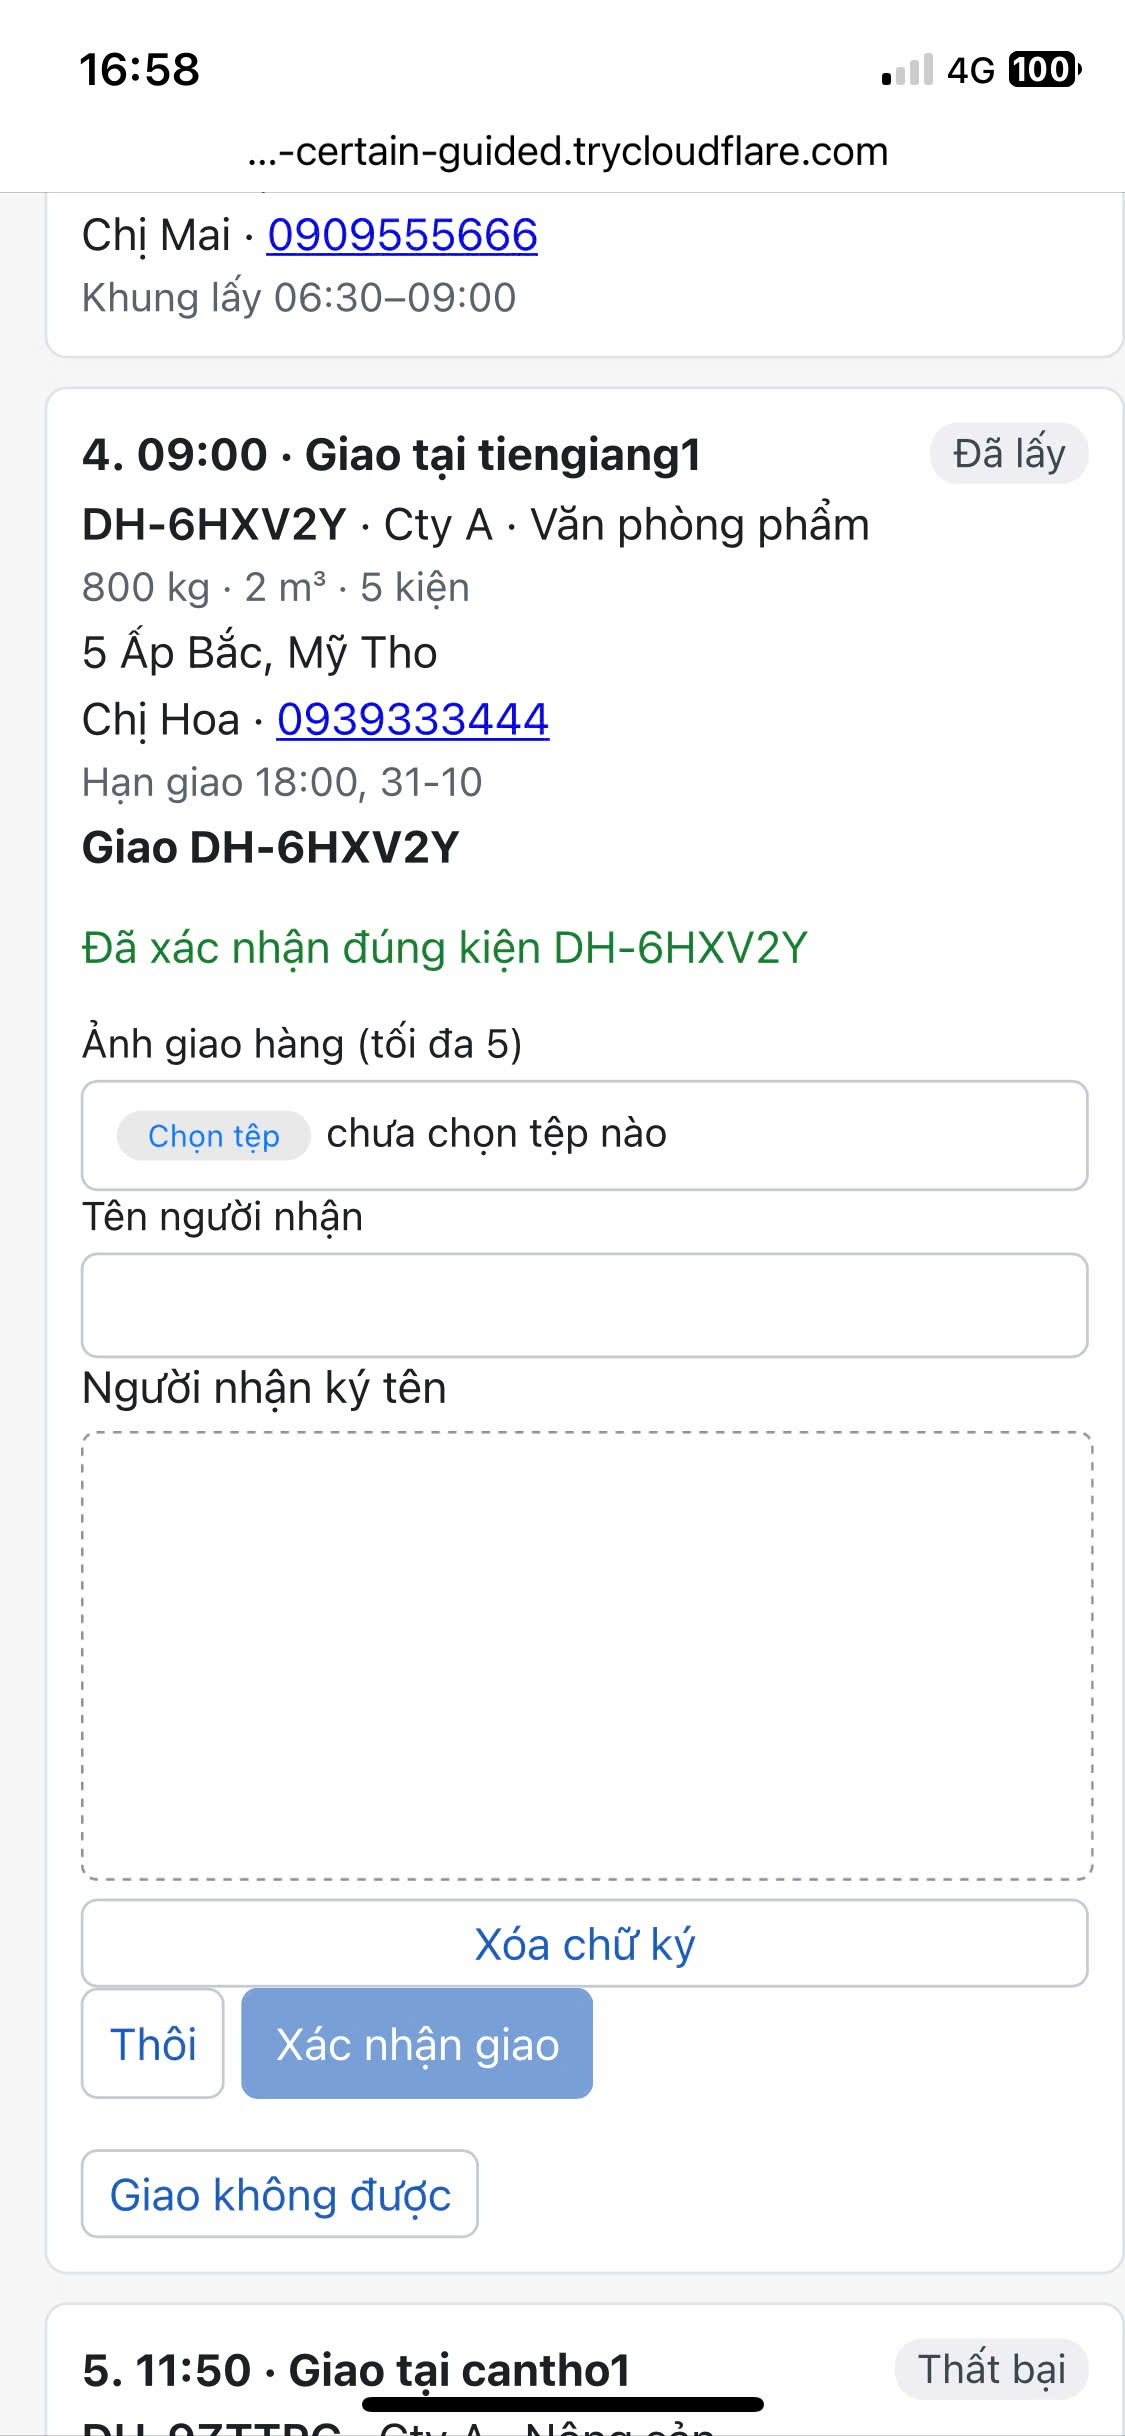 16:58
4G 100
...-certain-guided.trycloudflare.com
Chị Mai · 0909555666
Khung lấy 06:30–09:00
4. 09:00 · Giao tại tiengiang1
Đã lấy
DH-6HXV2Y · Cty A · Văn phòng phẩm
800 kg · 2 m³ · 5 kiện
5 Ấp Bắc, Mỹ Tho
Chị Hoa · 0939333444
Hạn giao 18:00, 31-10
Giao DH-6HXV2Y
Đã xác nhận đúng kiện DH-6HXV2Y
Ảnh giao hàng (tối đa 5)
Chọn tệp chưa chọn tệp nào
Tên người nhận
Người nhận ký tên
Xóa chữ ký
Thôi
Xác nhận giao
Giao không được
5. 11:50 · Giao tại cantho1
Thất bại
Cty A · Nông sản